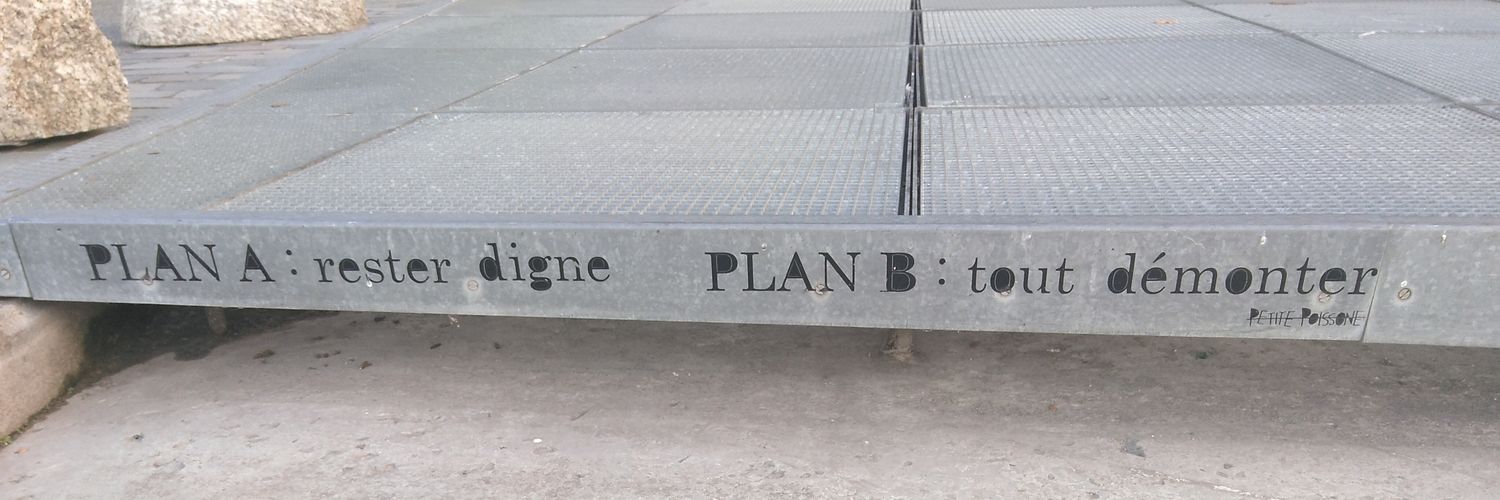 PLAN A : rester digne PLAN B : tout démonter
PETITE POISSONE